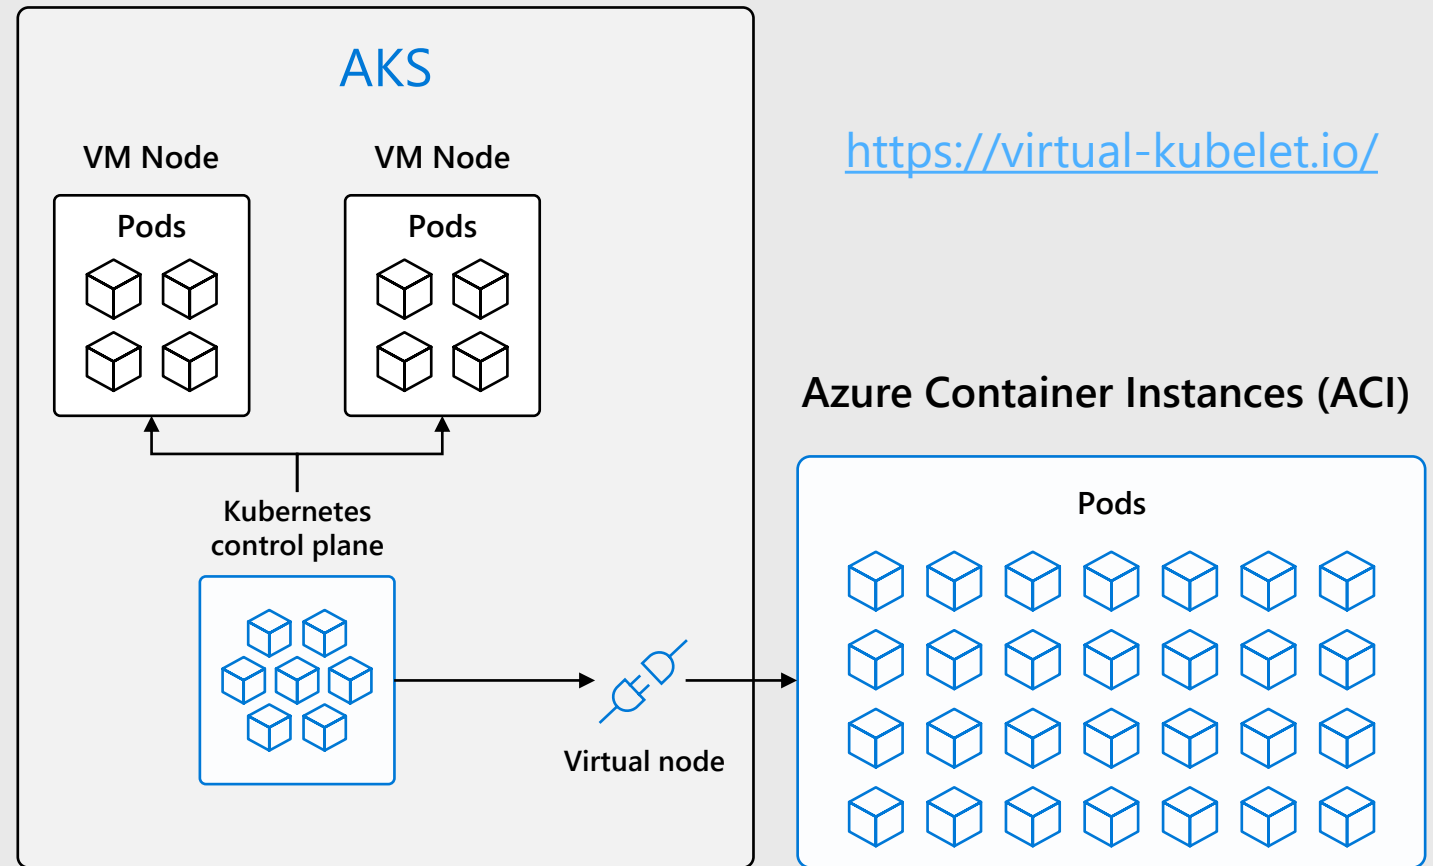 AKS
https://virtual-kubelet.io/
VM Node
VM Node
Pods
Pods
Azure Container Instances (ACI)
Kubernetes
control plane
Pods
Virtual node